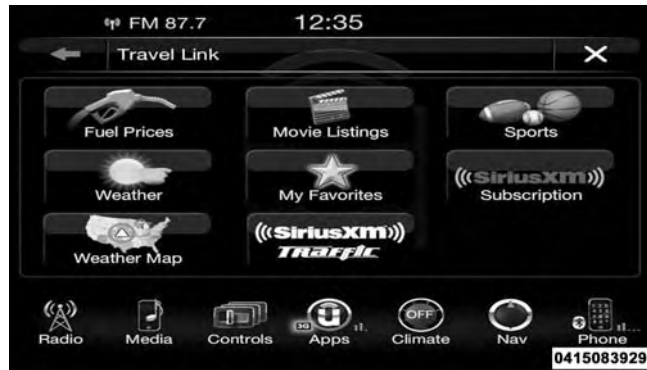 FM 87.7 12:35
Travel Link
Fuel Prices Movie Listings Sports
Weather My Favorites ((SiriusXM)) Subscription
Weather Map ((SiriusXM)) Traffic
3G OFF
Radio Media Controls Apps Climate Nav Phone
0415083929